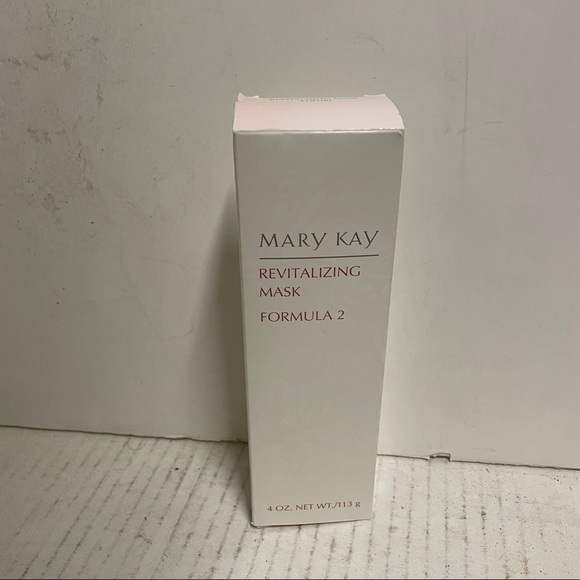 MARY KAY
REVITALIZING
MASK
FORMULA 2
4 OZ. NET WT./113 g